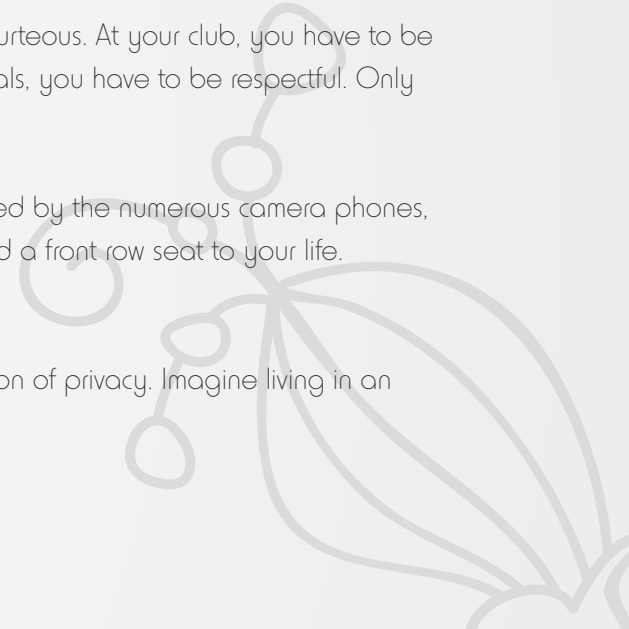 urteous. At your club, you have to be
als, you have to be respectful. Only
ed by the numerous camera phones,
d a front row seat to your life.
on of privacy. Imagine living in an